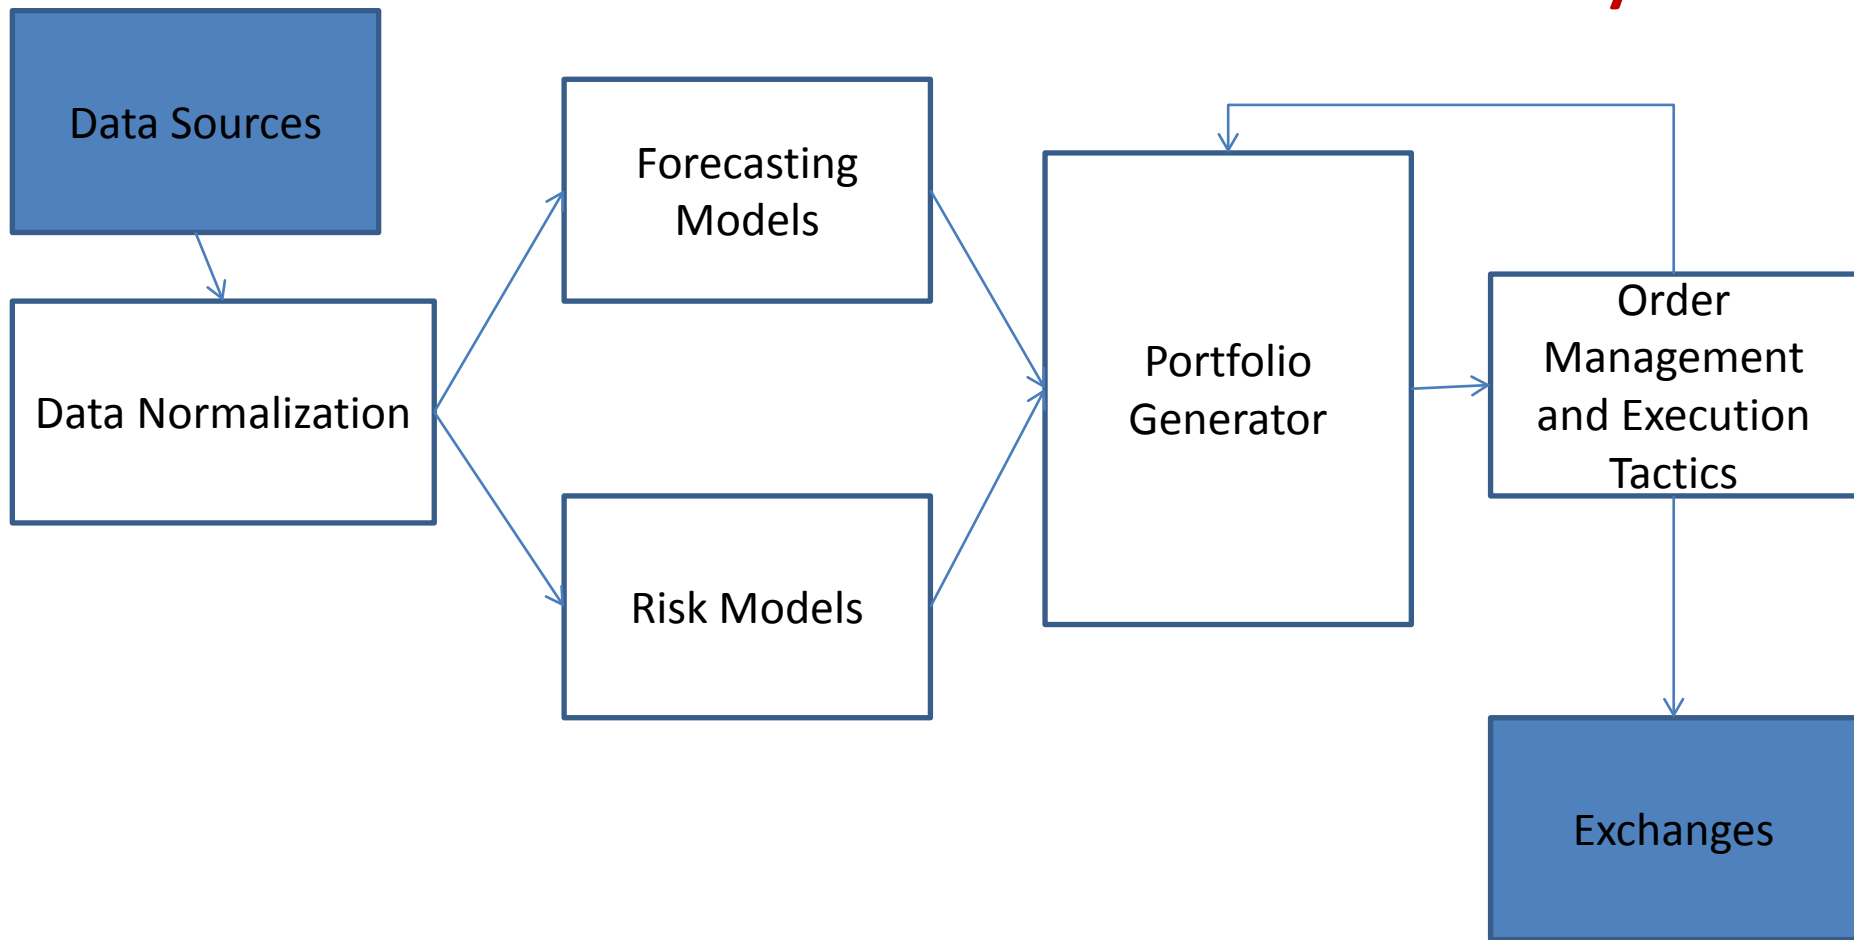 Data Sources
Forecasting
Models
Data Normalization
Risk Models
Portfolio
Generator
Order
Management
and Execution
Tactics
Exchanges